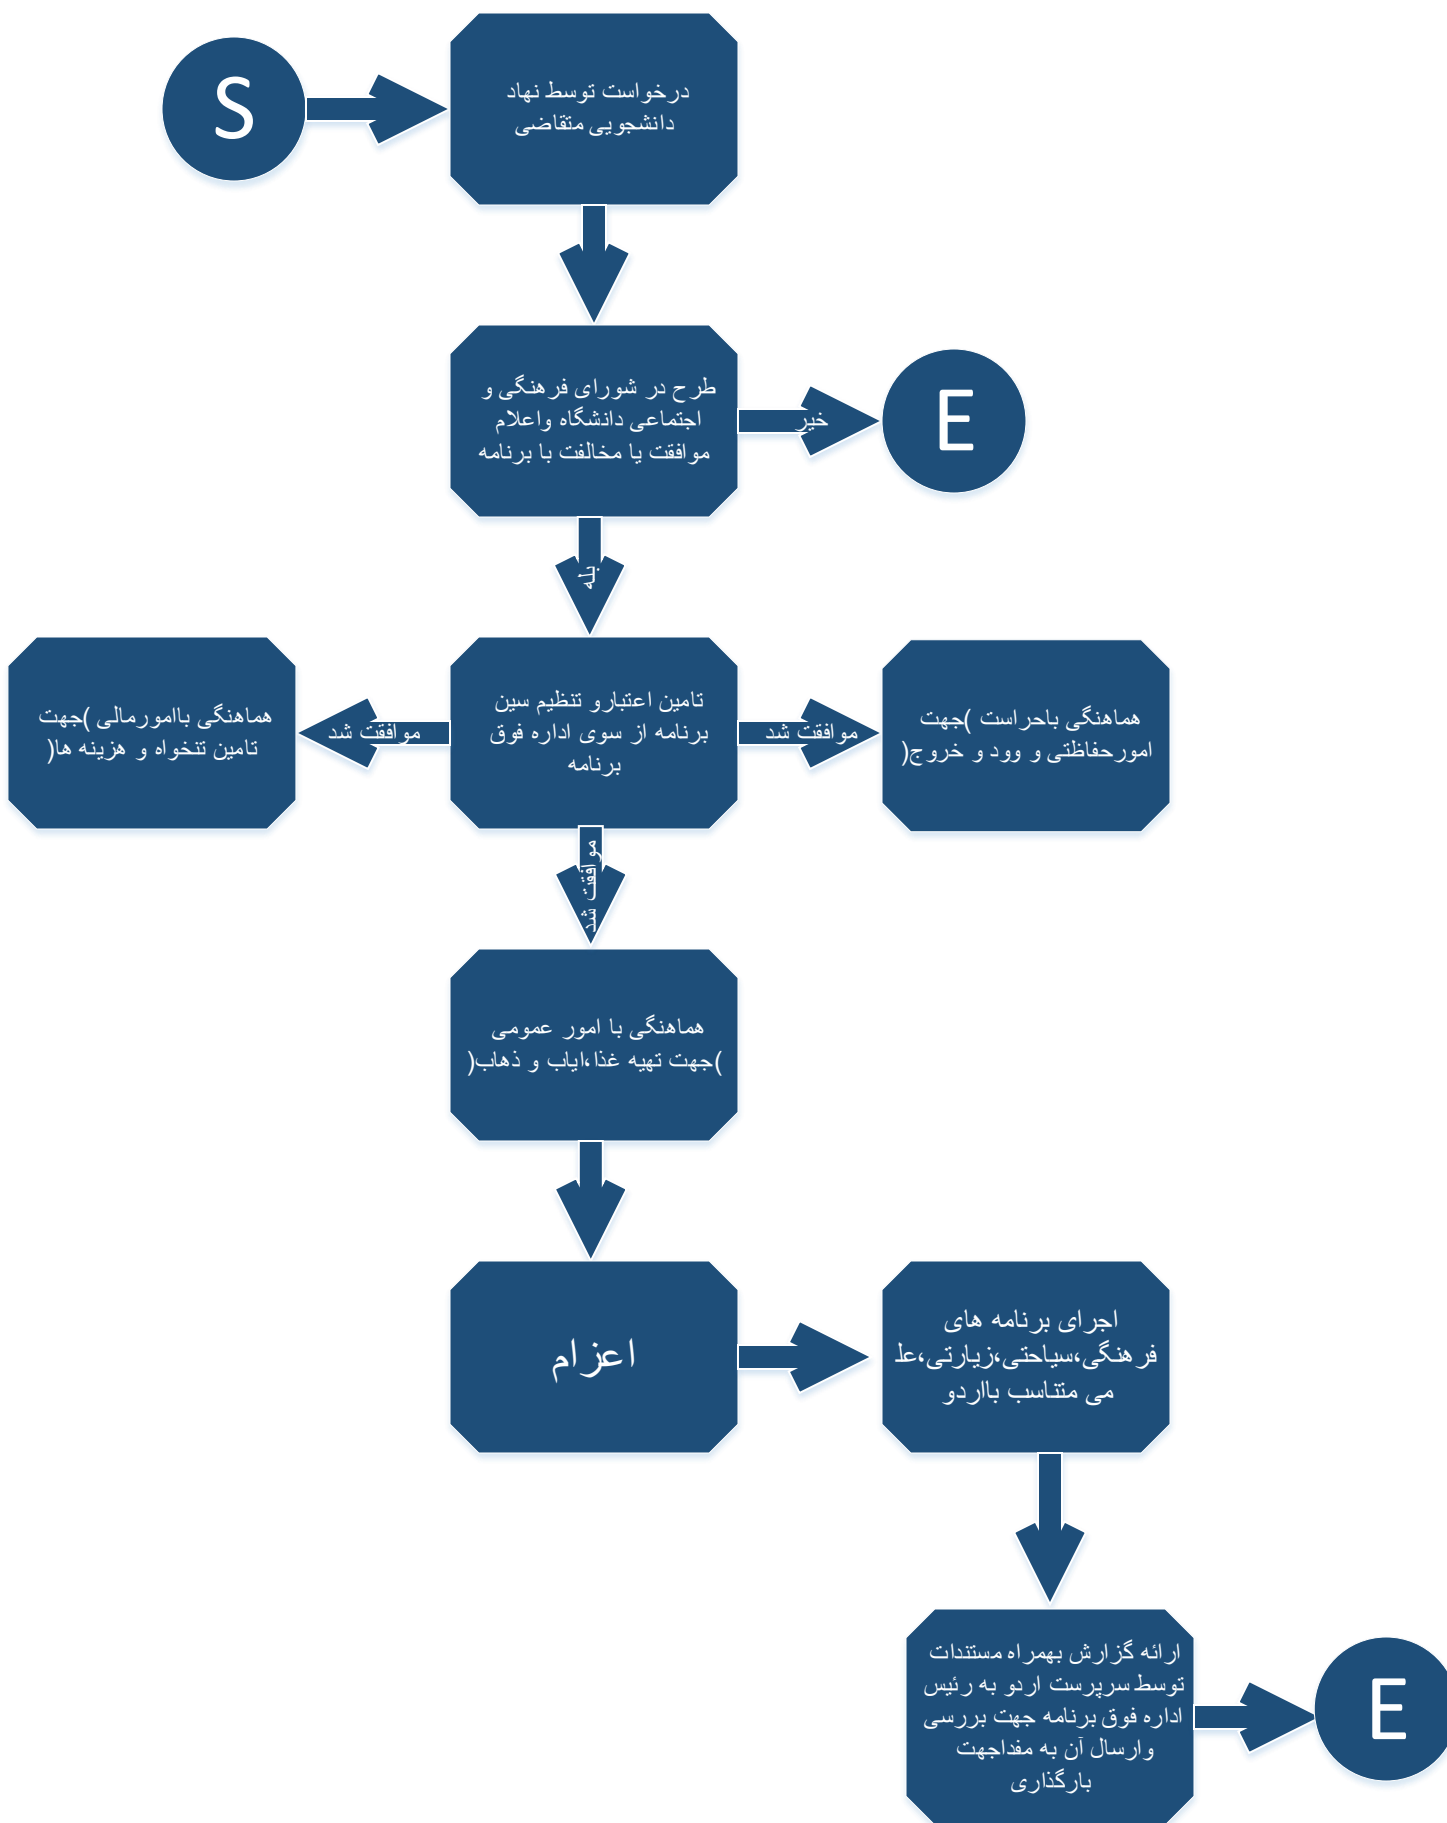 S
درخواست توسط نهاد
دانشجویی متقاضی
طرح در شورای فرهنگی و
اجتماعی دانشگاه واعلام
موافقت یا مخالفت با برنامه
خیر
E
بله
هماهنگی باامورمالی )جهت
تامین تنخواه و هزینه ها(
موافقت شد
تامین اعتبارو تنظیم سین
برنامه از سوی اداره فوق
برنامه
موافقت شد
هماهنگی باحراست )جهت
امورحفاظتی و وود و خروج(
موافقت شد
هماهنگی با امور عمومی
)جهت تهیه غذا،ایاب و ذهاب(
اعزام
اجرای برنامه های
فرهنگی،سیاحتی،زیارتی،عل
می متناسب بااردو
ارائه گزارش بهمراه مستندات
توسط سرپرست اردو به رئیس
اداره فوق برنامه جهت بررسی
وارسال آن به مفداجهت
بارگذاری
E